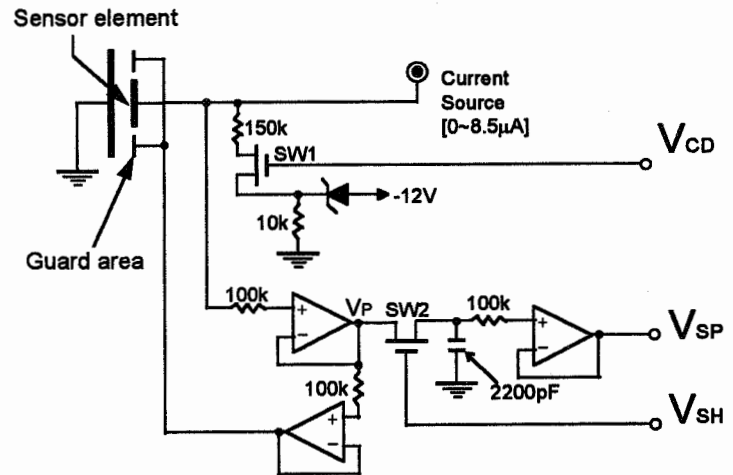 Sensor element
Current
Source
[0~8.5μA]
150k
SW1
VCD
-12V
10k
Guard area
100k
+
−
VP
SW2
100k
+
−
VSP
2200pF
100k
+
−
VSH